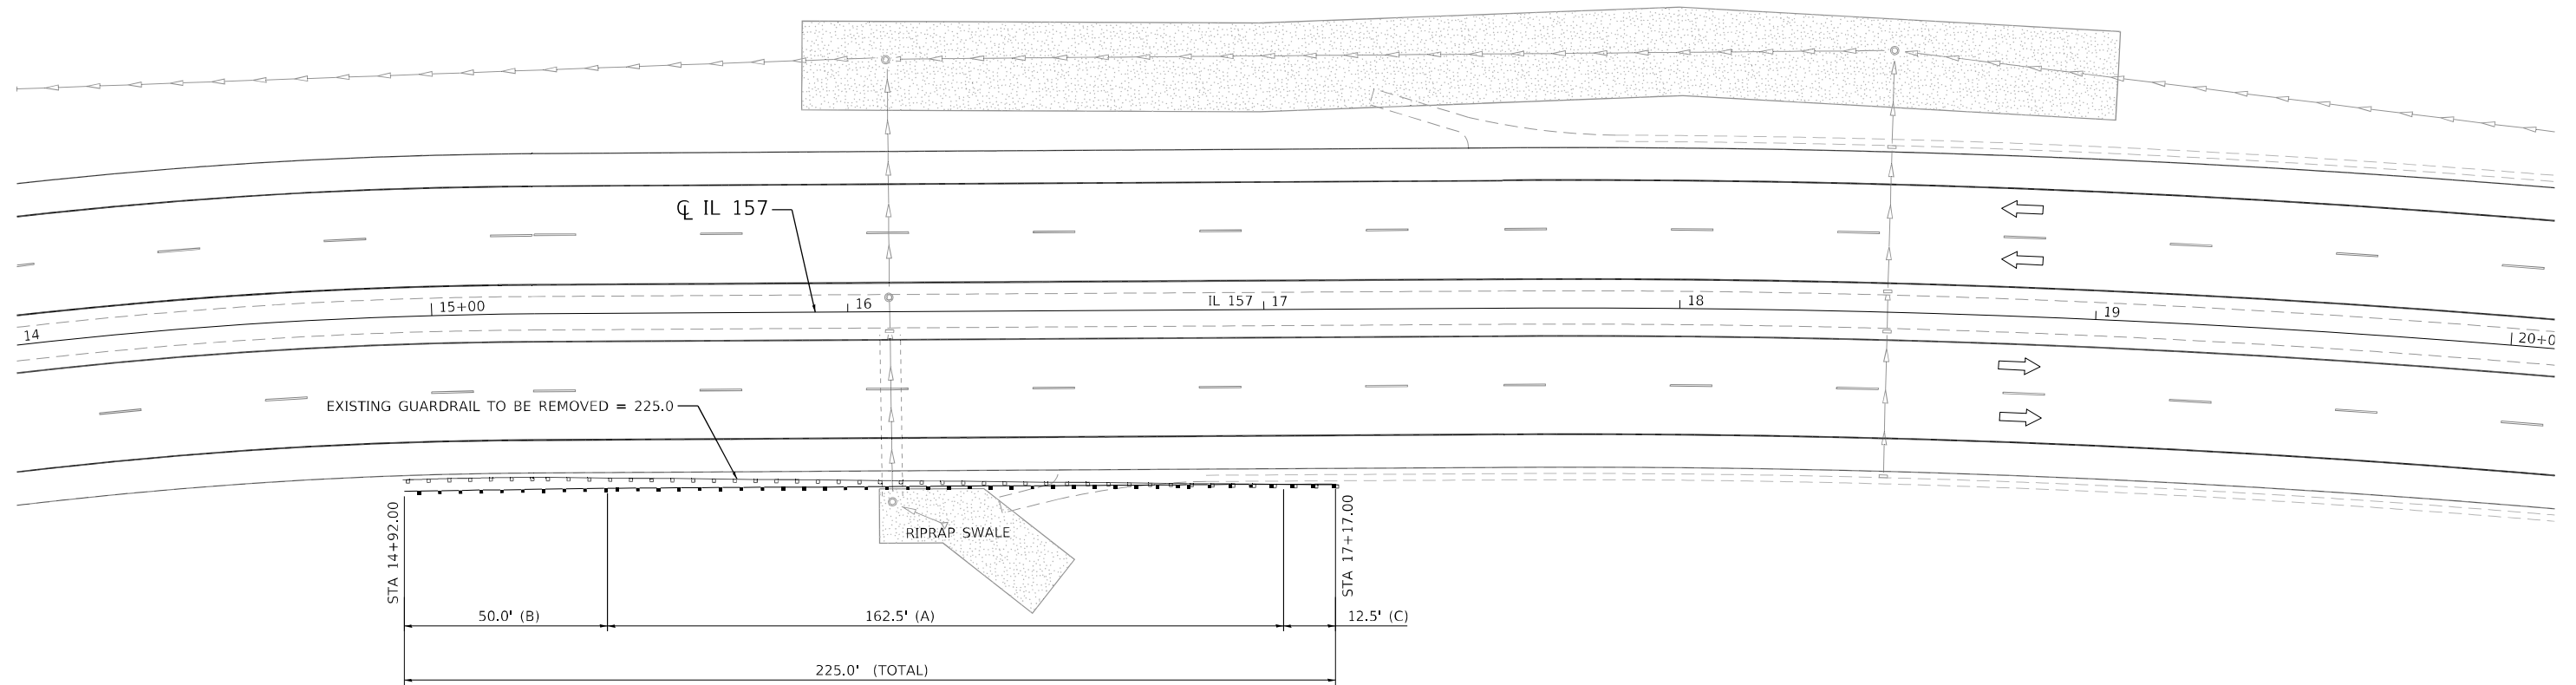 ℄ IL 157
14
15+00
16
IL 157
17
18
19
20+0
EXISTING GUARDRAIL TO BE REMOVED = 225.0
RIPRAP SWALE
STA 14+92.00
STA 17+17.00
50.0' (B)
162.5' (A)
12.5' (C)
225.0' (TOTAL)